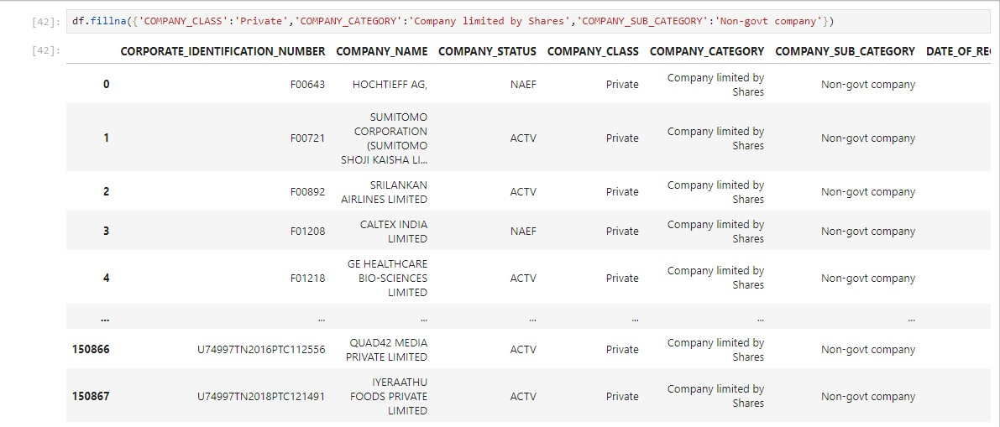 [42]: df.fillna({'COMPANY_CLASS':'Private','COMPANY_CATEGORY':'Company limited by Shares','COMPANY_SUB_CATEGORY':'Non-govt company'})
[42]:
CORPORATE_IDENTIFICATION_NUMBER COMPANY_NAME COMPANY_STATUS COMPANY_CLASS COMPANY_CATEGORY COMPANY_SUB_CATEGORY DATE_OF_REG
0 F00643 HOCHTIEFF AG, NAEF Private Company limited by
Shares Non-govt company
1 F00721 SUMITOMO
CORPORATION
(SUMITOMO
SHOJI KAISHA LI... ACTV Private Company limited by
Shares Non-govt company
2 F00892 SRILANKAN
AIRLINES LIMITED ACTV Private Company limited by
Shares Non-govt company
3 F01208 CALTEX INDIA
LIMITED NAEF Private Company limited by
Shares Non-govt company
4 F01218 GE HEALTHCARE
BIO-SCIENCES
LIMITED ACTV Private Company limited by
Shares Non-govt company
... ... ... ... ... ... ...
150866 U74997TN2016PTC112556 QUAD42 MEDIA
PRIVATE LIMITED ACTV Private Company limited by
Shares Non-govt company
150867 U74997TN2018PTC121491 IYERAATHU
FOODS PRIVATE
LIMITED ACTV Private Company limited by
Shares Non-govt company